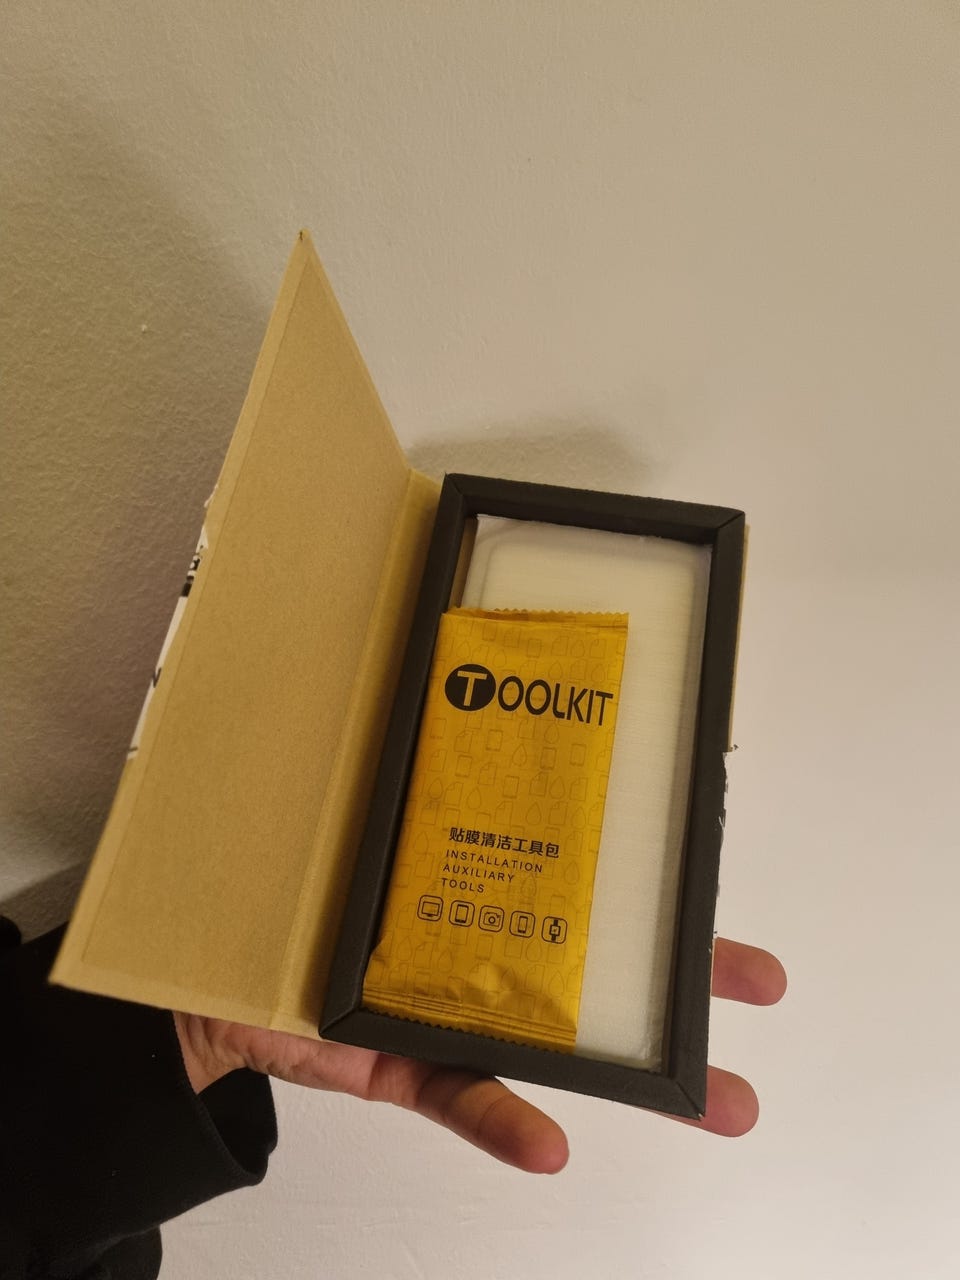 TOOLKIT
贴膜清洁工具包
INSTALLATION
AUXILIARY
TOOLS